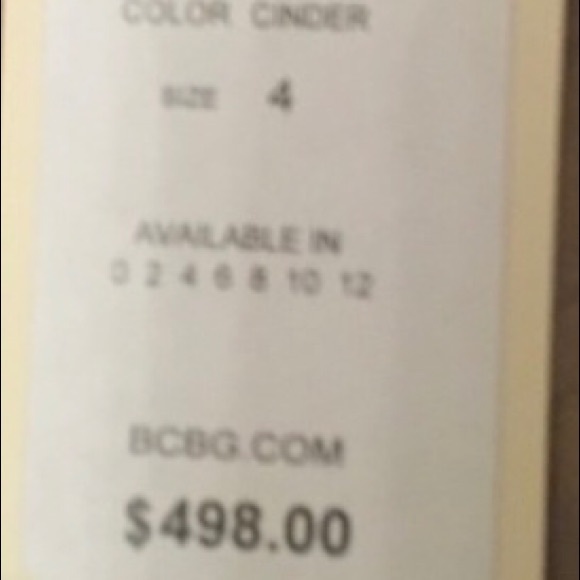 COLOR CINDER
SIZE 4
AVAILABLE IN
0 2 4 6 8 10 12
BCBG.COM
$498.00